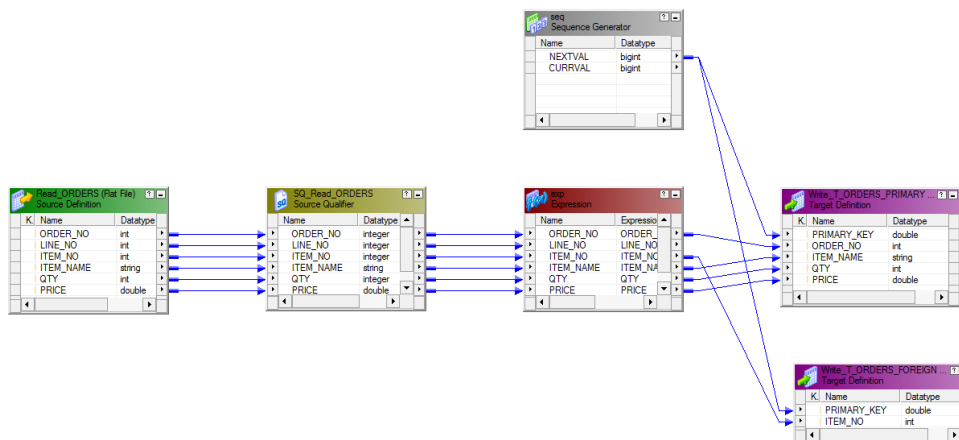 seq
Sequence Generator
Name Datatype
NEXTVAL bigint
CURRVAL bigint
Read_ORDERS (Flat File)
Source Definition
K. Name Datatype
ORDER_NO int
LINE_NO int
ITEM_NO int
ITEM_NAME string
QTY int
PRICE double
SQ_Read_ORDERS
Source Qualifier
Name Datatype
ORDER_NO integer
LINE_NO integer
ITEM_NO integer
ITEM_NAME string
QTY integer
PRICE double
exp
Expression
Name Expressio
ORDER_NO ORDER_
LINE_NO LINE_NO
ITEM_NO ITEM_NO
ITEM_NAME ITEM_NA
QTY QTY
PRICE PRICE
Write_T_ORDERS_PRIMARY ...
Target Definition
K. Name Datatype
PRIMARY_KEY double
ORDER_NO int
ITEM_NAME string
QTY int
PRICE double
Write_T_ORDERS_FOREIGN ...
Target Definition
K. Name Datatype
PRIMARY_KEY double
ITEM_NO int